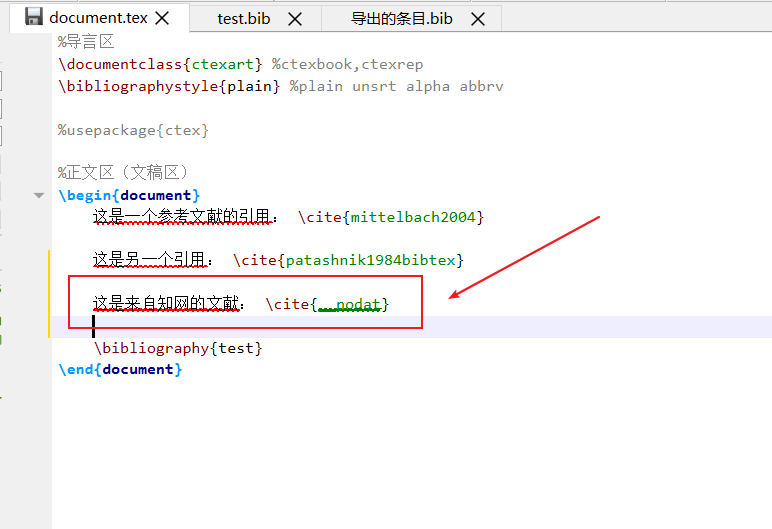 document.tex test.bib 导出的条目.bib
%导言区
\documentclass{ctexart} %ctexbook,ctexrep
\bibliographystyle{plain} %plain unsrt alpha abbrv
%usepackage{ctex}
%正文区（文稿区）
\begin{document}
这是一个参考文献的引用： \cite{mittelbach2004}
这是另一个引用： \cite{patashnik1984bibtex}
这是来自知网的文献： \cite{__nodat}
\bibliography{test}
\end{document}